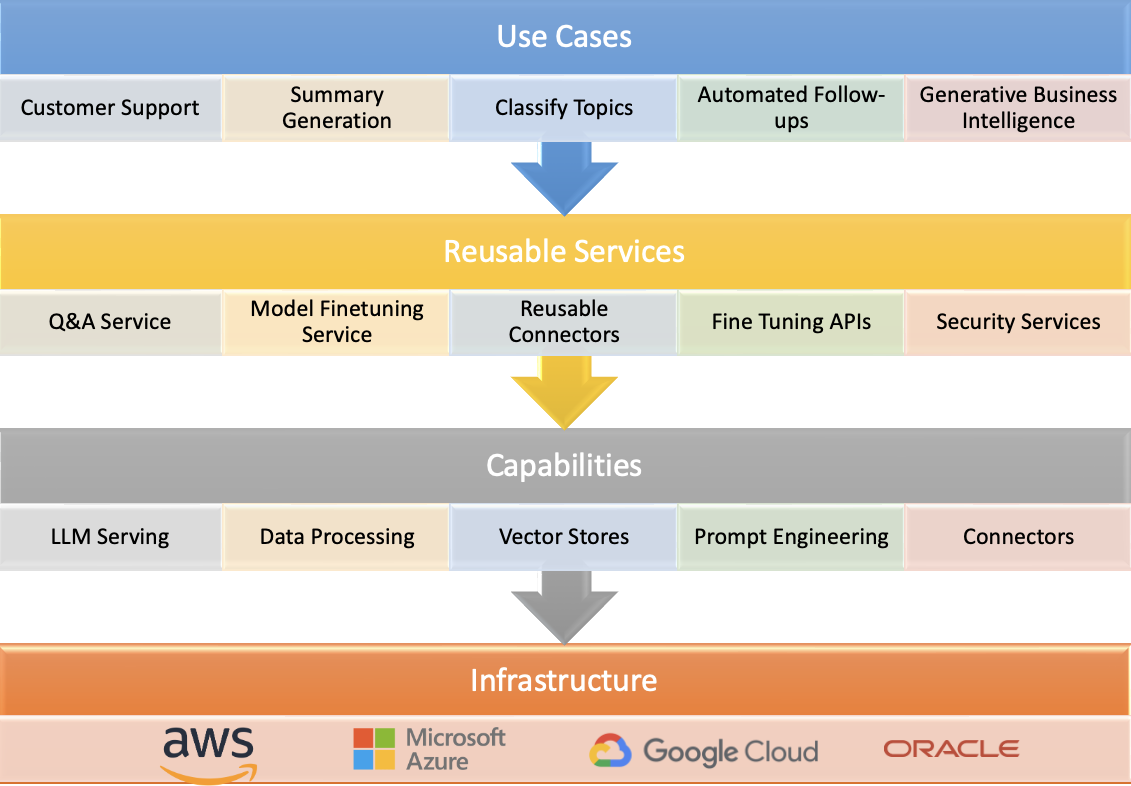 Use Cases
Customer Support
Summary
Generation
Classify Topics
Automated Follow-
ups
Generative Business
Intelligence
Reusable Services
Q&A Service
Model Finetuning
Service
Reusable
Connectors
Fine Tuning APIs
Security Services
Capabilities
LLM Serving
Data Processing
Vector Stores
Prompt Engineering
Connectors
Infrastructure
aws
Microsoft
Azure
Google Cloud
ORACLE